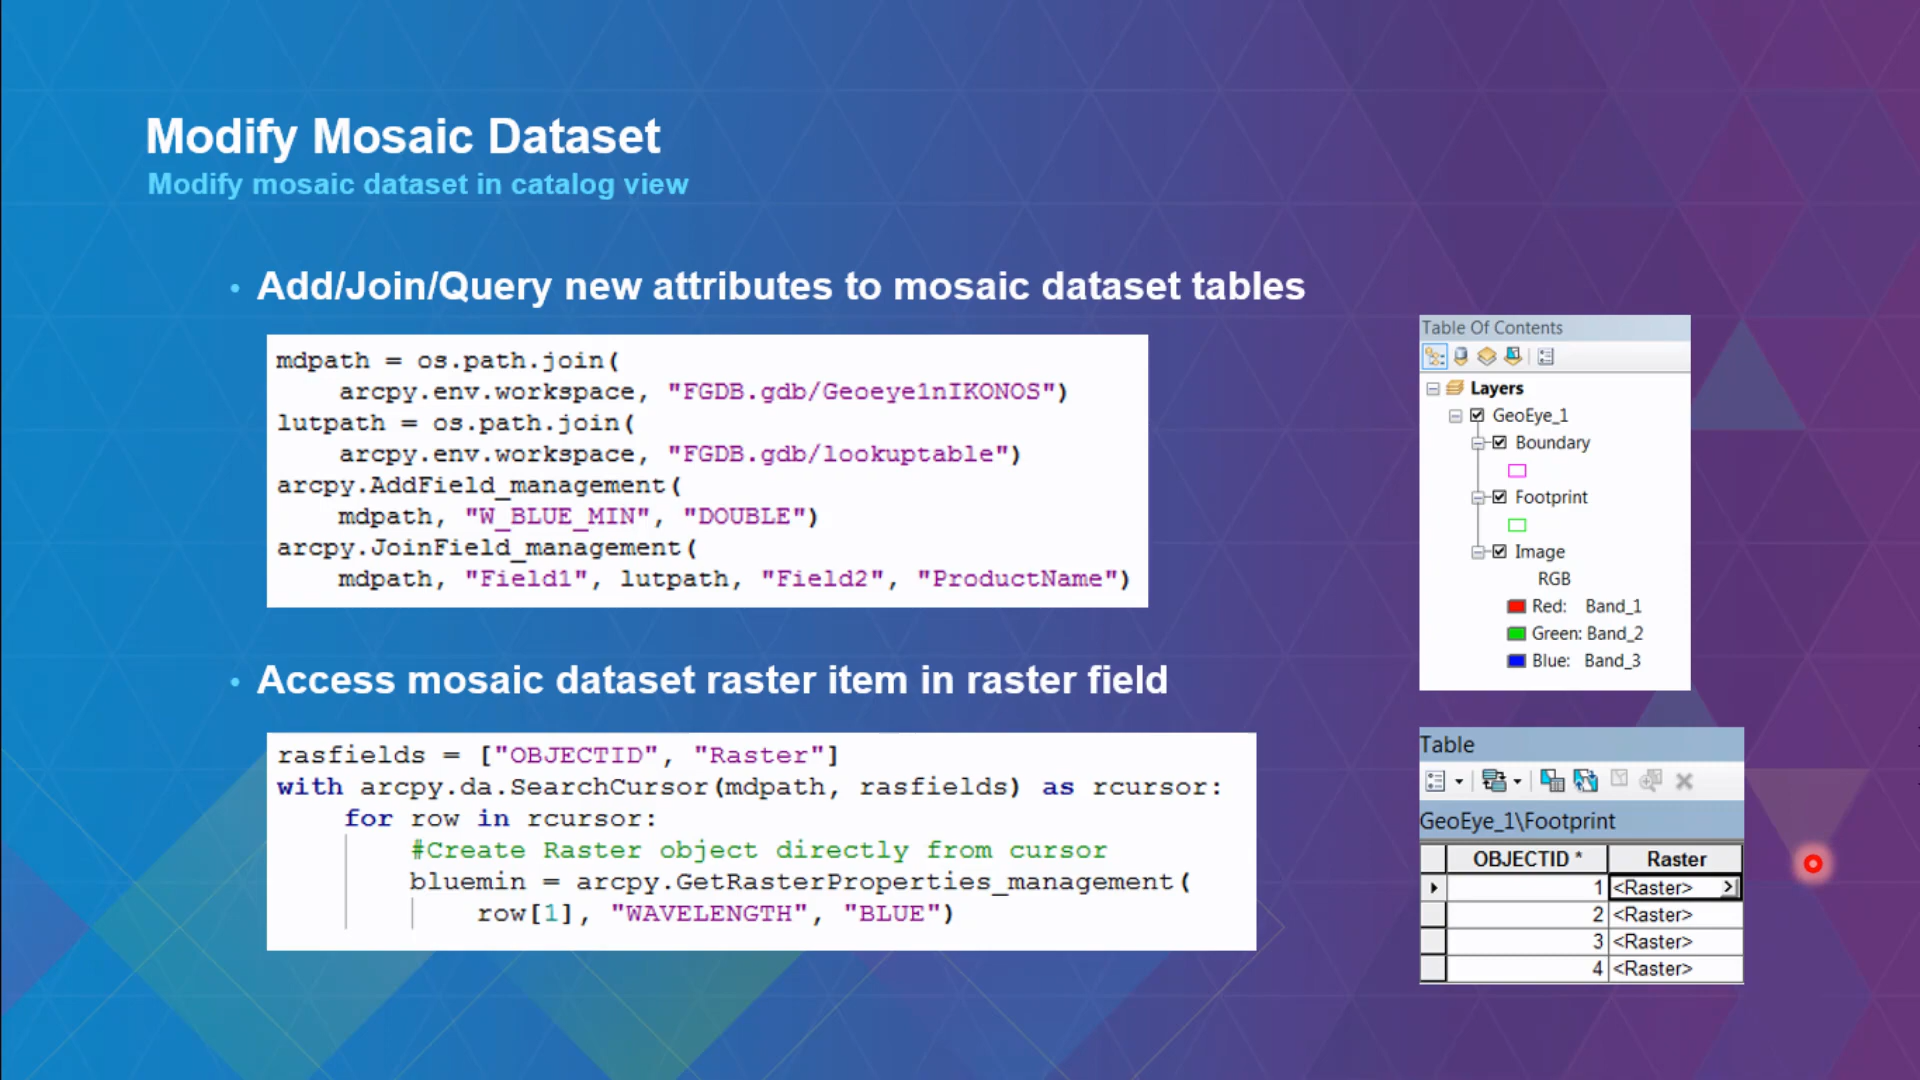 Modify Mosaic Dataset
Modify mosaic dataset in catalog view
• Add/Join/Query new attributes to mosaic dataset tables
mdpath = os.path.join(
    arcpy.env.workspace, "FGDB.gdb/Geoeye1nIKONOS")
lutpath = os.path.join(
    arcpy.env.workspace, "FGDB.gdb/lookuptable")
arcpy.AddField_management(
    mdpath, "W_BLUE_MIN", "DOUBLE")
arcpy.JoinField_management(
    mdpath, "Field1", lutpath, "Field2", "ProductName")
• Access mosaic dataset raster item in raster field
rasfields = ["OBJECTID", "Raster"]
with arcpy.da.SearchCursor(mdpath, rasfields) as rcursor:
    for row in rcursor:
        #Create Raster object directly from cursor
        bluemin = arcpy.GetRasterProperties_management(
            row[1], "WAVELENGTH", "BLUE")
Table Of Contents
Layers
GeoEye_1
Boundary
Footprint
Image
RGB
Red: Band_1
Green: Band_2
Blue: Band_3
Table
GeoEye_1\Footprint
OBJECTID * Raster
1 <Raster>
2 <Raster>
3 <Raster>
4 <Raster>